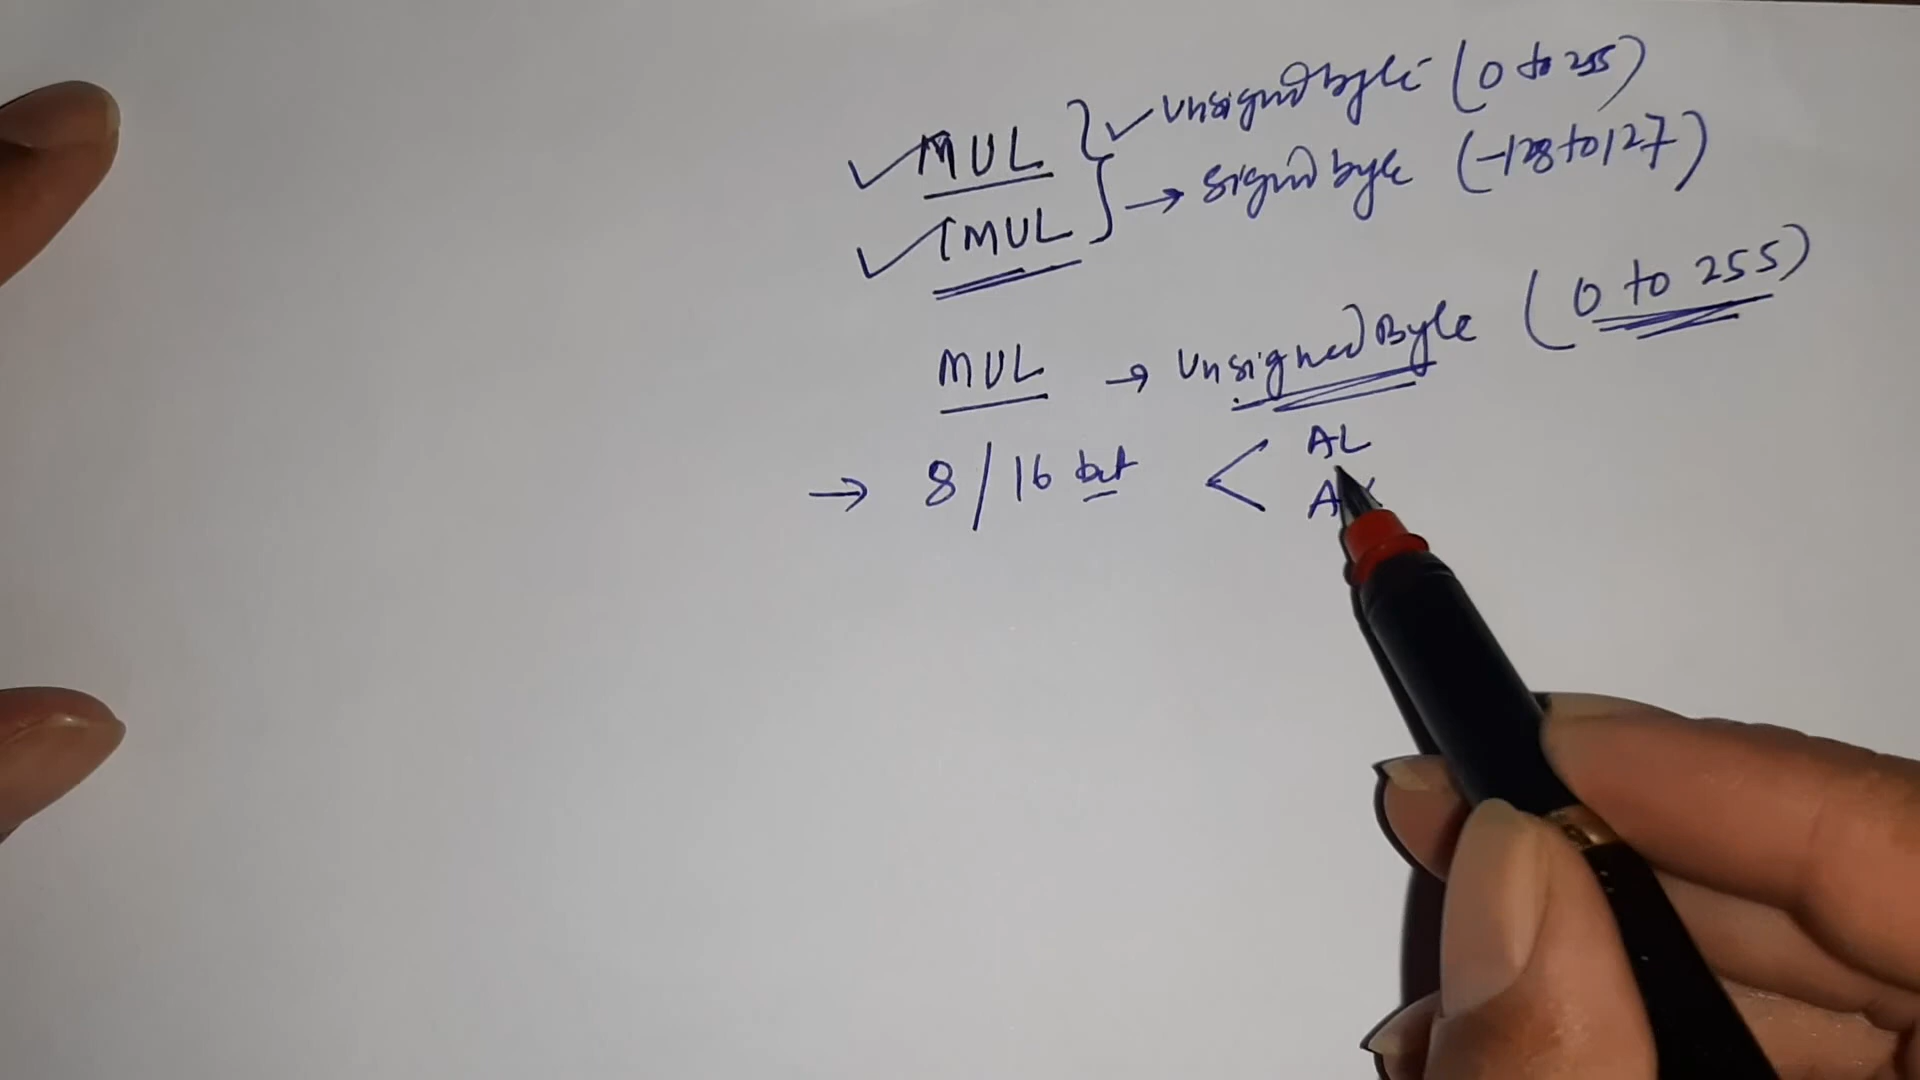 ✓ MUL } ✓ unsigned byte (0 to 255)
✓ IMUL } → signed byte (-128 to 127)
MUL → Unsigned Byte (0 to 255)
→ 8/16 bit < AL
AX